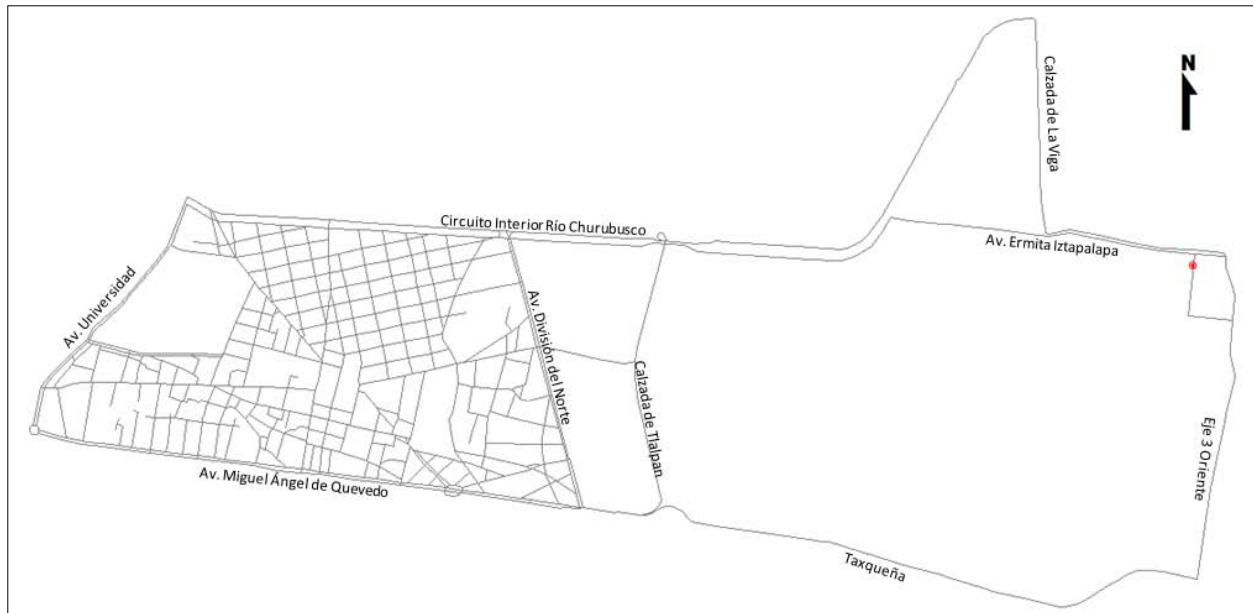 N
Calzada de La Viga
Circuito Interior Río Churubusco
Av. Ermita Iztapalapa
Av. Universidad
Av. División del Norte
Calzada de Tlalpan
Eje 3 Oriente
Av. Miguel Ángel de Quevedo
Taxqueña